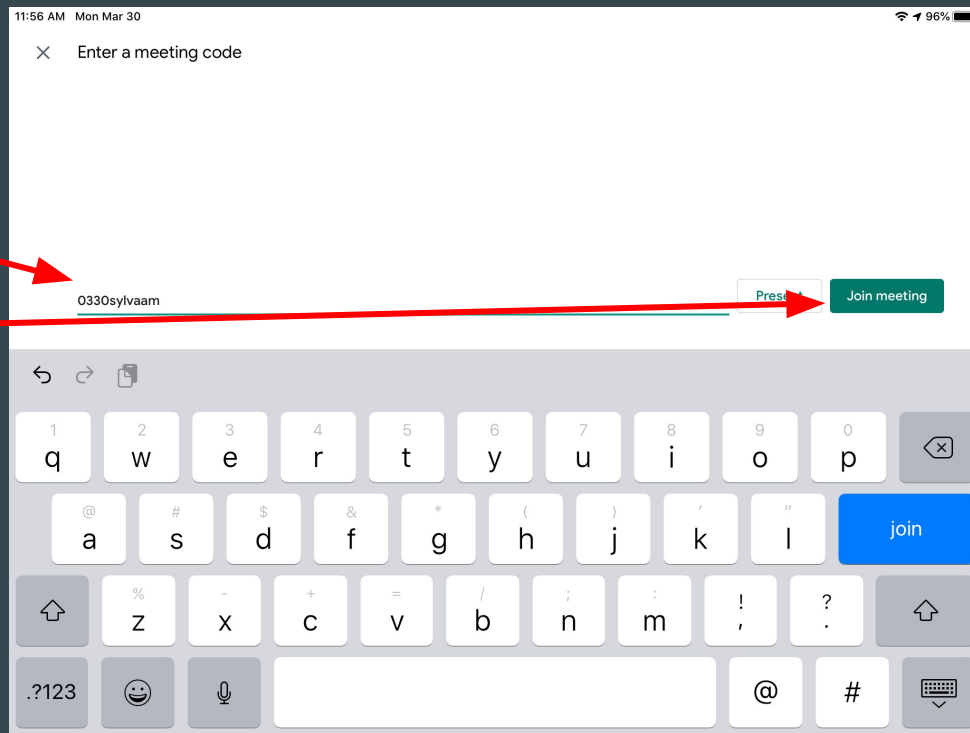 11:56 AM Mon Mar 30 96%
Enter a meeting code
0330sylvaam Present Join meeting
1 2 3 4 5 6 7 8 9 0
q w e r t y u i o p
@ # $ & * ( ) ' "
a s d f g h j k l join
% - + = / ; : ! ?
z x c v b n m , .
.?123 @ #